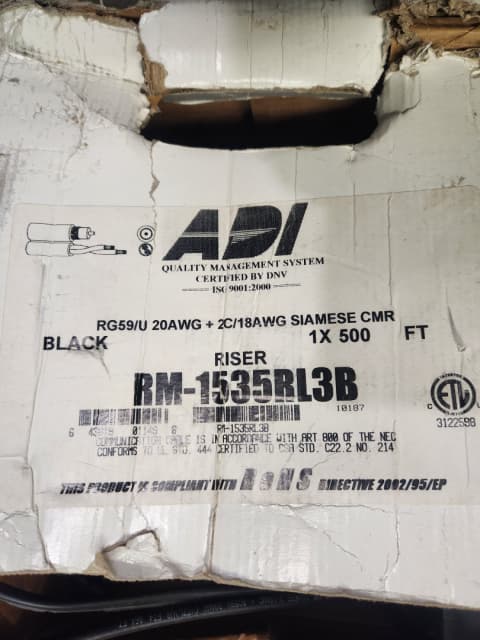 ADI
QUALITY MANAGEMENT SYSTEM
CERTIFIED BY DNV
ISO 9001:2000
RG59/U 20AWG + 2C/18AWG SIAMESE CMR
BLACK 1X 500 FT
RISER
RM-1535RL3B
10187
RM-1535RL3B
C ETL
3122598
COMMUNICATION CABLE IS IN ACCORDANCE WITH ART 800 OF THE NEC
CONFORMS TO UL STD. 444 CERTIFIED TO CSA STD. C22.2 NO. 214
THIS PRODUCT IS COMPLIANT WITH RoHS DIRECTIVE 2002/95/EP